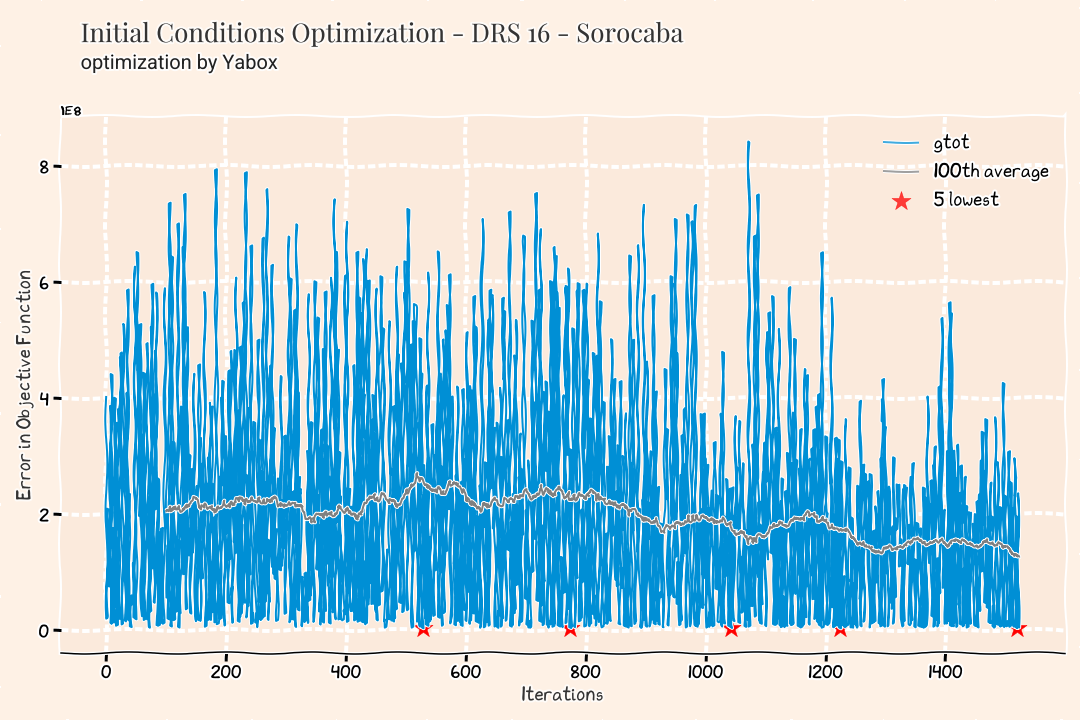 Initial Conditions Optimization - DRS 16 - Sorocaba
optimization by Yabox
1E8
gtot
100th average
5 lowest
8
6
4
2
0
Error in Objective Function
0 200 400 600 800 1000 1200 1400
Iterations